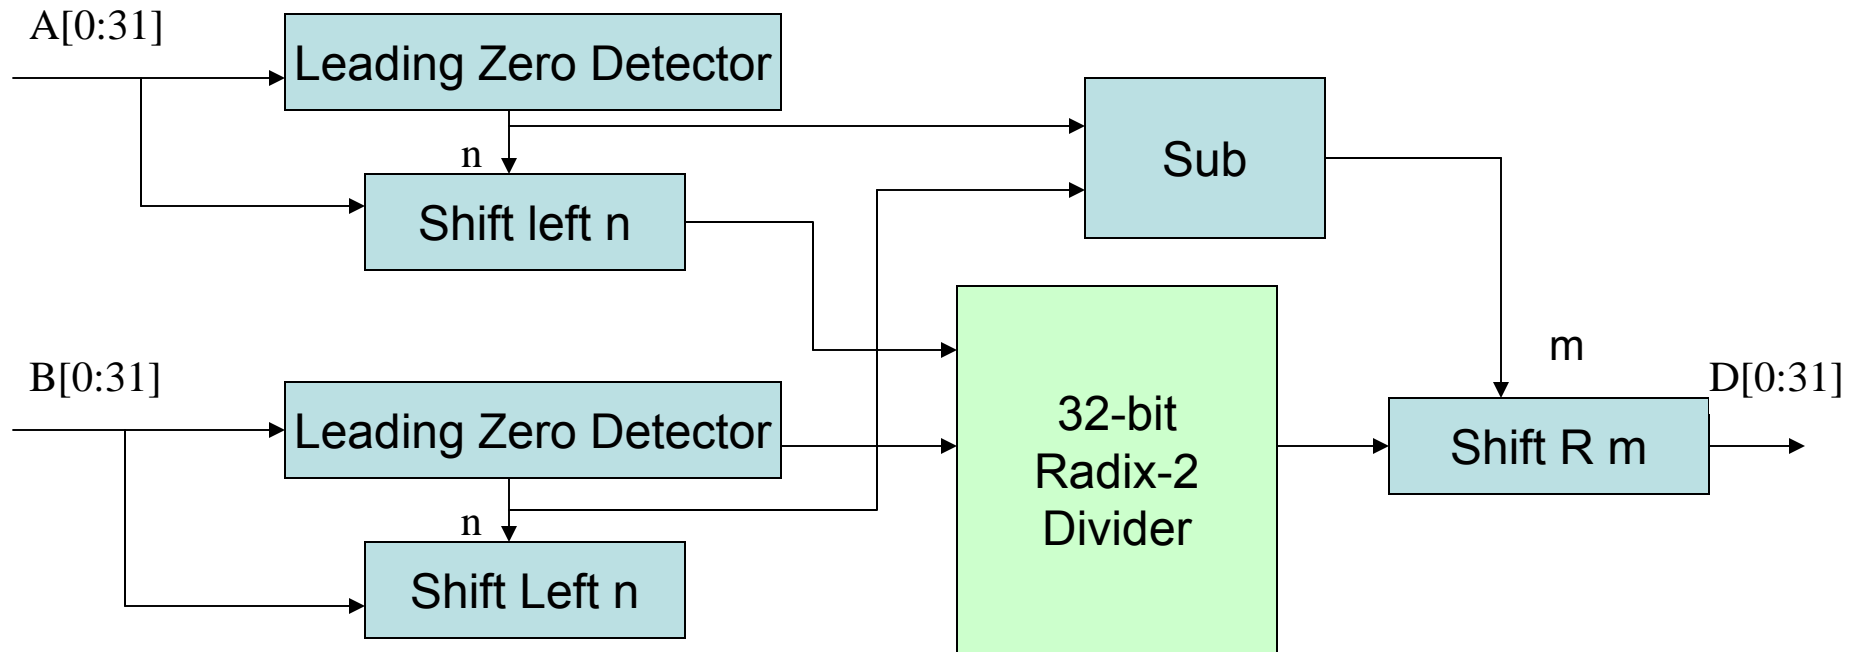 A[0:31]
Leading Zero Detector
n
Shift left n
Sub
B[0:31]
Leading Zero Detector
n
Shift Left n
32-bit
Radix-2
Divider
m
Shift R m
D[0:31]